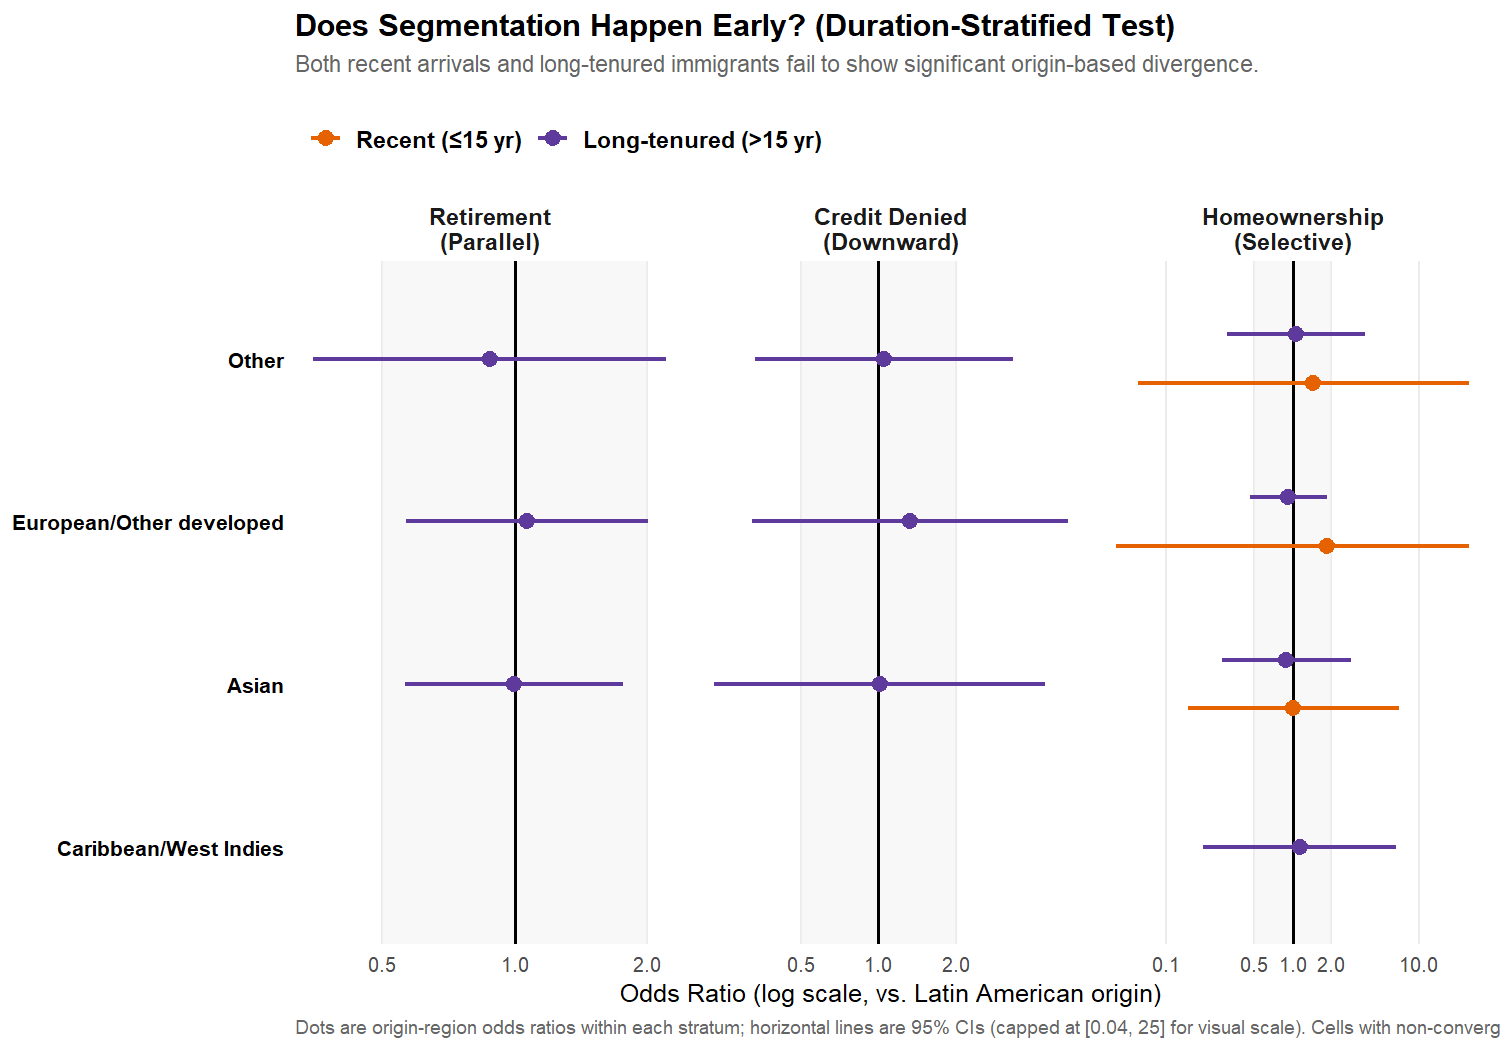 Does Segmentation Happen Early? (Duration-Stratified Test)
Both recent arrivals and long-tenured immigrants fail to show significant origin-based divergence.
Recent (≤15 yr) Long-tenured (>15 yr)
Retirement
(Parallel)
Credit Denied
(Downward)
Homeownership
(Selective)
Other
European/Other developed
Asian
Caribbean/West Indies
0.5 1.0 2.0
0.5 1.0 2.0
0.1 0.5 1.0 2.0 10.0
Odds Ratio (log scale, vs. Latin American origin)
Dots are origin-region odds ratios within each stratum; horizontal lines are 95% CIs (capped at [0.04, 25] for visual scale). Cells with non-converg